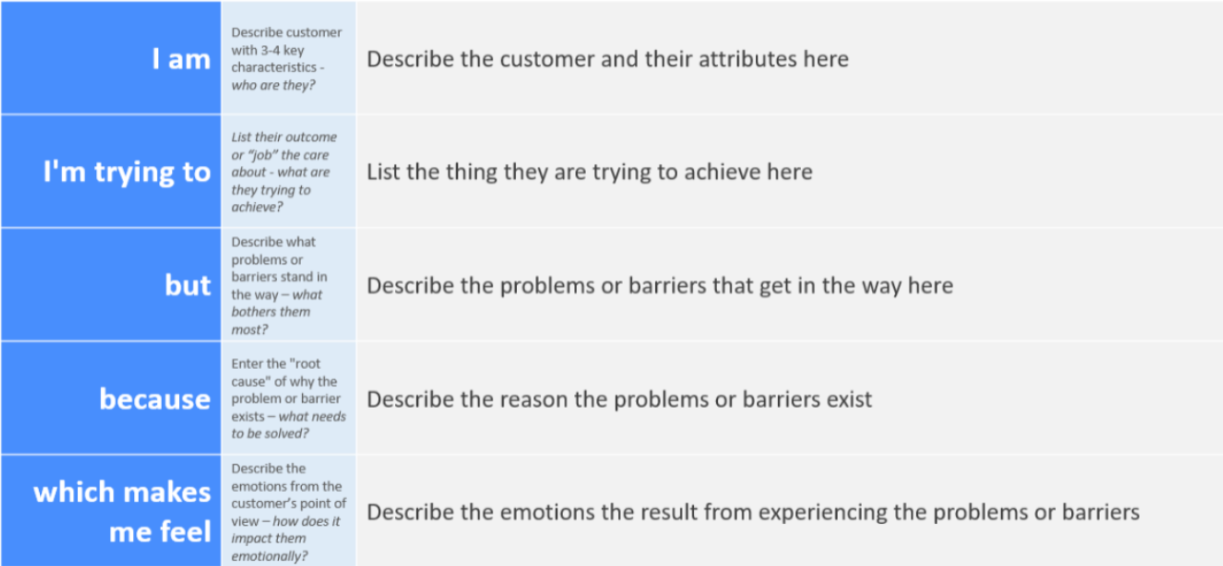 I am
Describe customer
with 3-4 key
characteristics -
who are they?
Describe the customer and their attributes here
I'm trying to
List their outcome
or "job" the care
about - what are
they trying to
achieve?
List the thing they are trying to achieve here
but
Describe what
problems or
barriers stand in
the way – what
bothers them
most?
Describe the problems or barriers that get in the way here
because
Enter the "root
cause" of why the
problem or barrier
exists – what needs
to be solved?
Describe the reason the problems or barriers exist
which makes
me feel
Describe the
emotions from the
customer's point of
view – how does it
impact them
emotionally?
Describe the emotions the result from experiencing the problems or barriers